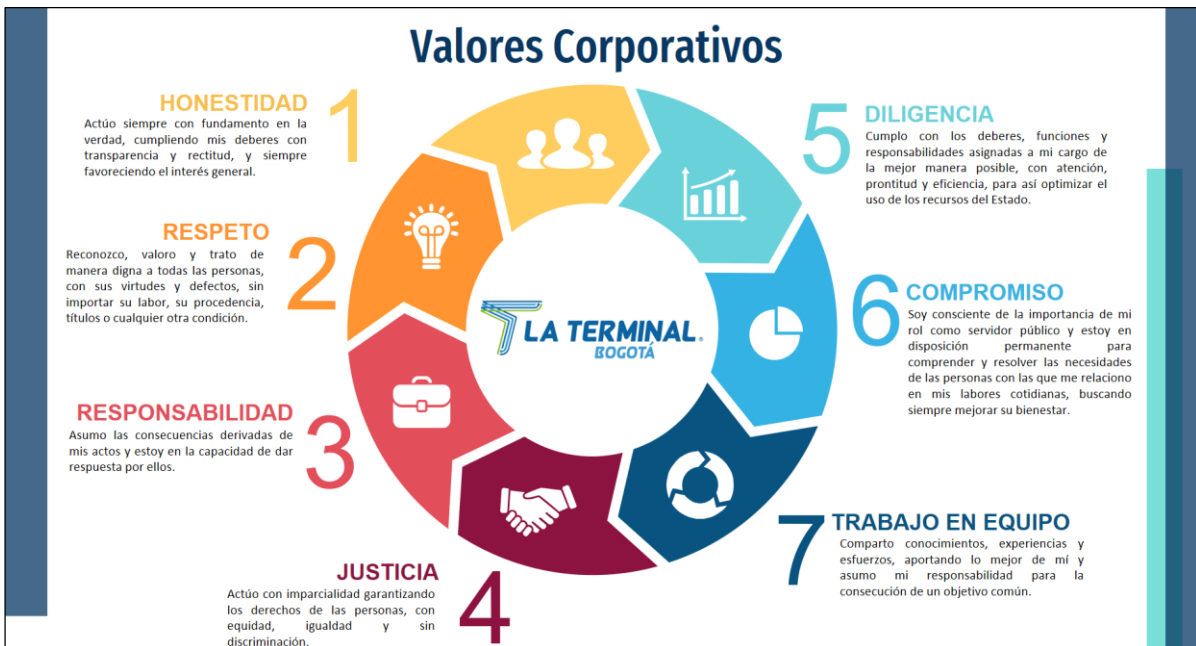 Valores Corporativos
1
HONESTIDAD
Actúo siempre con fundamento en la
verdad, cumpliendo mis deberes con
transparencia y rectitud, y siempre
favoreciendo el interés general.
2
RESPETO
Reconozco, valoro y trato de
manera digna a todas las personas,
con sus virtudes y defectos, sin
importar su labor, su procedencia,
títulos o cualquier otra condición.
3
RESPONSABILIDAD
Asumo las consecuencias derivadas de
mis actos y estoy en la capacidad de dar
respuesta por ellos.
4
JUSTICIA
Actúo con imparcialidad garantizando
los derechos de las personas, con
equidad, igualdad y sin
discriminación.
LA TERMINAL.
BOGOTÁ
5
DILIGENCIA
Cumplo con los deberes, funciones y
responsabilidades asignadas a mi cargo de
la mejor manera posible, con atención,
prontitud y eficiencia, para así optimizar el
uso de los recursos del Estado.
6
COMPROMISO
Soy consciente de la importancia de mi
rol como servidor público y estoy en
disposición permanente para
comprender y resolver las necesidades
de las personas con las que me relaciono
en mis labores cotidianas, buscando
siempre mejorar su bienestar.
7
TRABAJO EN EQUIPO
Comparto conocimientos, experiencias y
esfuerzos, aportando lo mejor de mí y
asumo mi responsabilidad para la
consecución de un objetivo común.